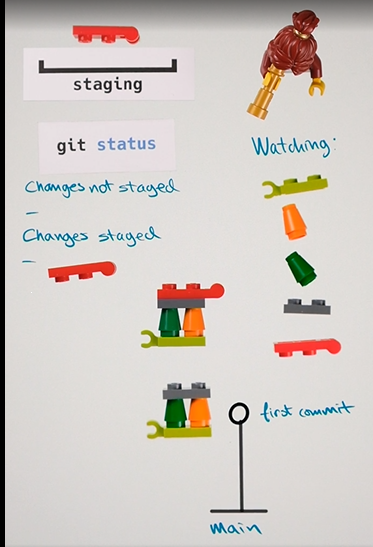 staging
git status
Watching:
Changes not staged
-
Changes staged
-
first commit
main